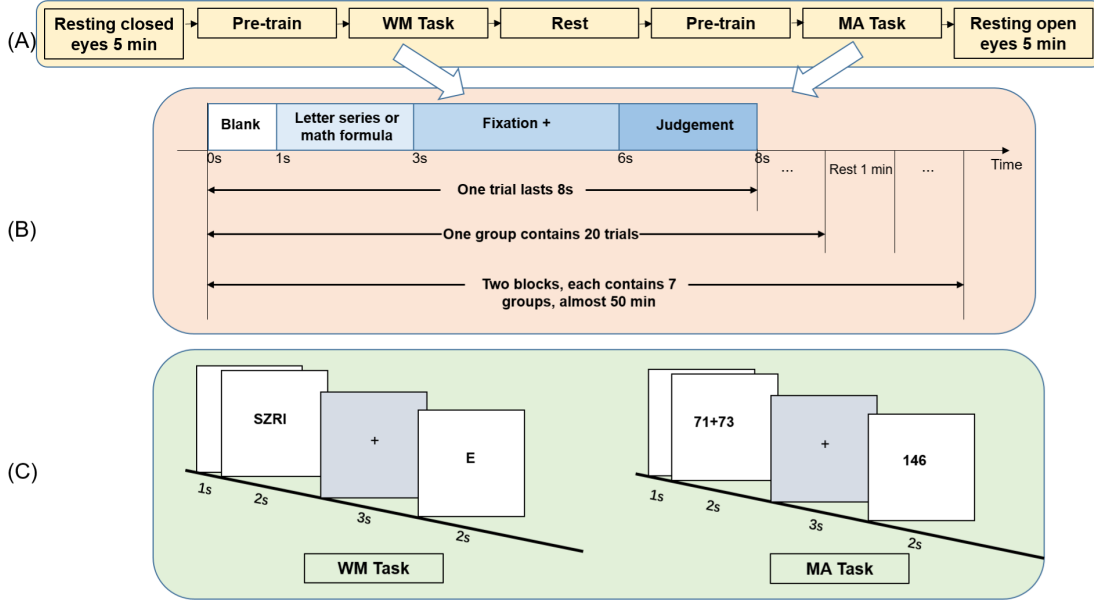 (A)
Resting closed
eyes 5 min
Pre-train
WM Task
Rest
Pre-train
MA Task
Resting open
eyes 5 min
(B)
Blank
Letter series or
math formula
Fixation +
Judgement
0s
1s
3s
6s
8s
Time
...
Rest 1 min
...
One trial lasts 8s
One group contains 20 trials
Two blocks, each contains 7
groups, almost 50 min
(C)
SZRI
+
E
1s
2s
3s
2s
WM Task
71+73
+
146
1s
2s
3s
2s
MA Task